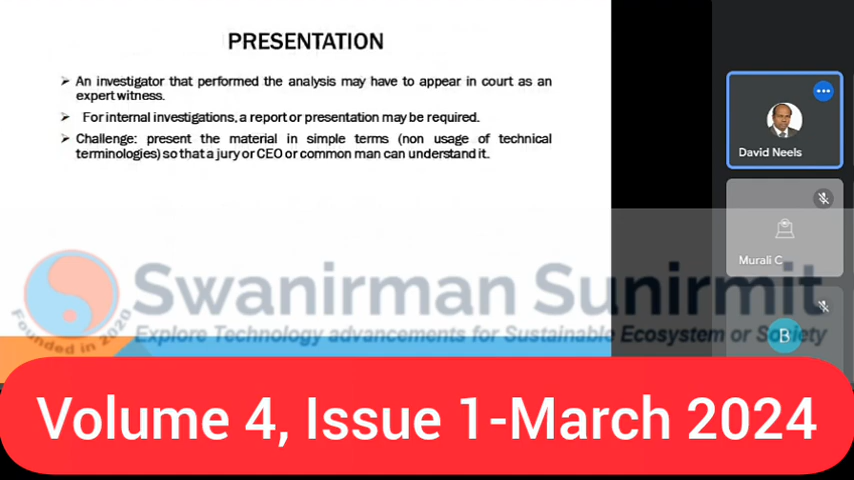 PRESENTATION
➢ An investigator that performed the analysis may have to appear in court as an
expert witness.
➢ For internal investigations, a report or presentation may be required.
➢ Challenge: present the material in simple terms (non usage of technical
terminologies) so that a jury or CEO or common man can understand it.
David Neels
Murali C
B
Swanirman Sunirmit
Explore Technology advancements for Sustainable Ecosystem or Society
Founded in 2020
Volume 4, Issue 1-March 2024